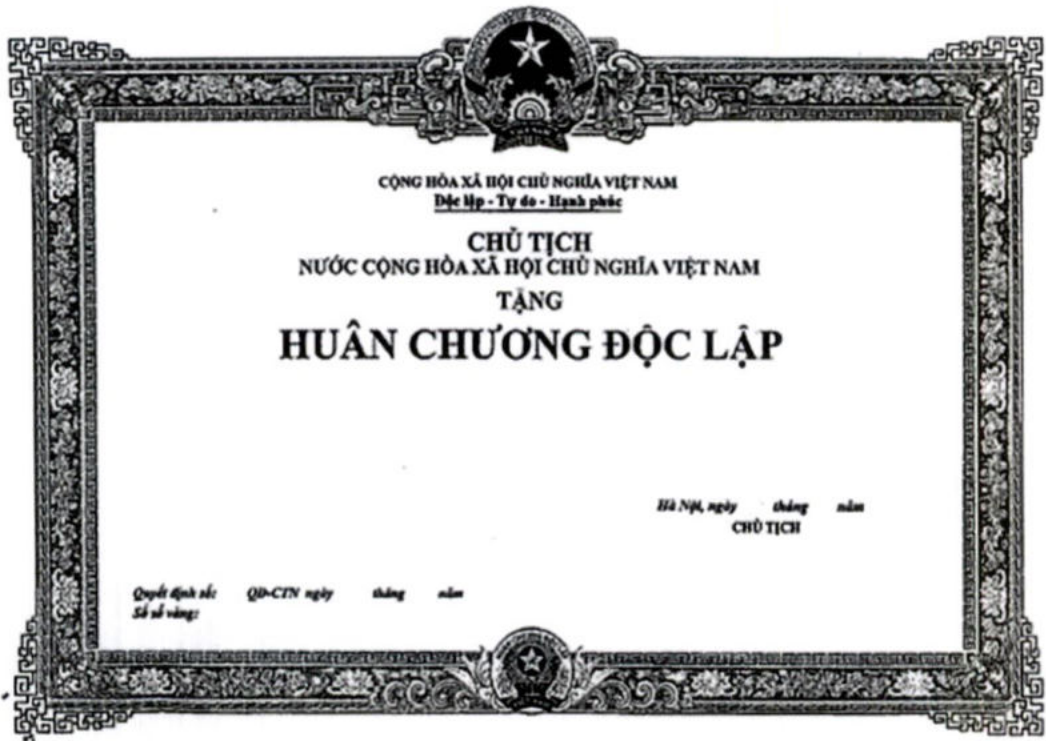 CỘNG HÒA XÃ HỘI CHỦ NGHĨA VIỆT NAM
Độc lập - Tự do - Hạnh phúc
CHỦ TỊCH
NƯỚC CỘNG HÒA XÃ HỘI CHỦ NGHĨA VIỆT NAM
TẶNG
HUÂN CHƯƠNG ĐỘC LẬP
Hà Nội, ngày tháng năm
CHỦ TỊCH
Quyết định số: QĐ-CTN ngày tháng năm
Số sổ vàng: